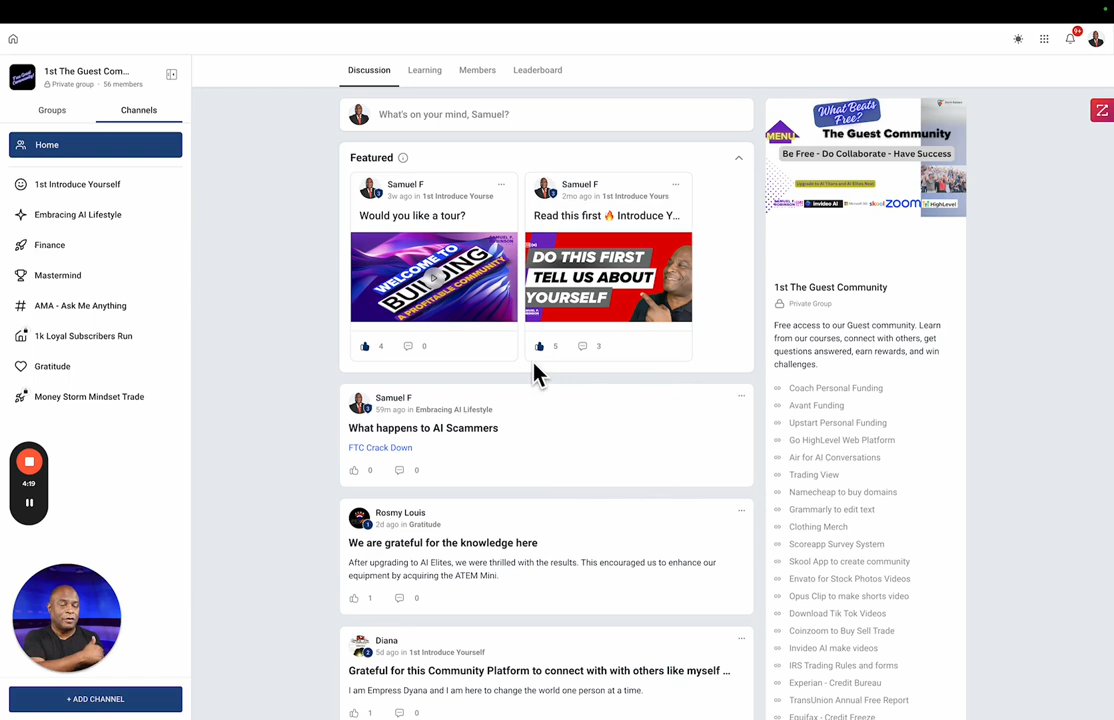 9+
1st The Guest Com...
Private group · 56 members
Groups
Channels
Home
1st Introduce Yourself
Embracing AI Lifestyle
Finance
Mastermind
AMA - Ask Me Anything
1k Loyal Subscribers Run
Gratitude
Money Storm Mindset Trade
4:19
+ ADD CHANNEL
Discussion
Learning
Members
Leaderboard
What's on your mind, Samuel?
Featured
Samuel F
3w ago in 1st Introduce Yourse
Would you like a tour?
WELCOME TO
BUILDING
A PROFITABLE COMMUNITY
4
0
Samuel F
2mo ago in 1st Introduce Yours
Read this first 🔥 Introduce Y...
DO THIS FIRST
TELL US ABOUT
YOURSELF
5
3
Samuel F
59m ago in Embracing AI Lifestyle
What happens to AI Scammers
FTC Crack Down
0
0
Rosmy Louis
2d ago in Gratitude
We are grateful for the knowledge here
After upgrading to AI Elites, we were thrilled with the results. This encouraged us to enhance our
equipment by acquiring the ATEM Mini.
1
0
Diana
5d ago in 1st Introduce Yourself
Grateful for this Community Platform to connect with with others like myself ...
I am Empress Dyana and I am here to change the world one person at a time.
1
0
What Beats
Free?
MENU
The Guest Community
Be Free - Do Collaborate - Have Success
invideo AI
skool
zoom
HighLevel
1st The Guest Community
Private Group
Free access to our Guest community. Learn
from our courses, connect with others, get
questions answered, earn rewards, and win
challenges.
Coach Personal Funding
Avant Funding
Upstart Personal Funding
Go HighLevel Web Platform
Air for AI Conversations
Trading View
Namecheap to buy domains
Grammarly to edit text
Clothing Merch
Scoreapp Survey System
Skool App to create community
Envato for Stock Photos Videos
Opus Clip to make shorts video
Download Tik Tok Videos
Coinzoom to Buy Sell Trade
Invideo AI make videos
IRS Trading Rules and forms
Experian - Credit Bureau
TransUnion Annual Free Report
Equifax - Credit Freeze